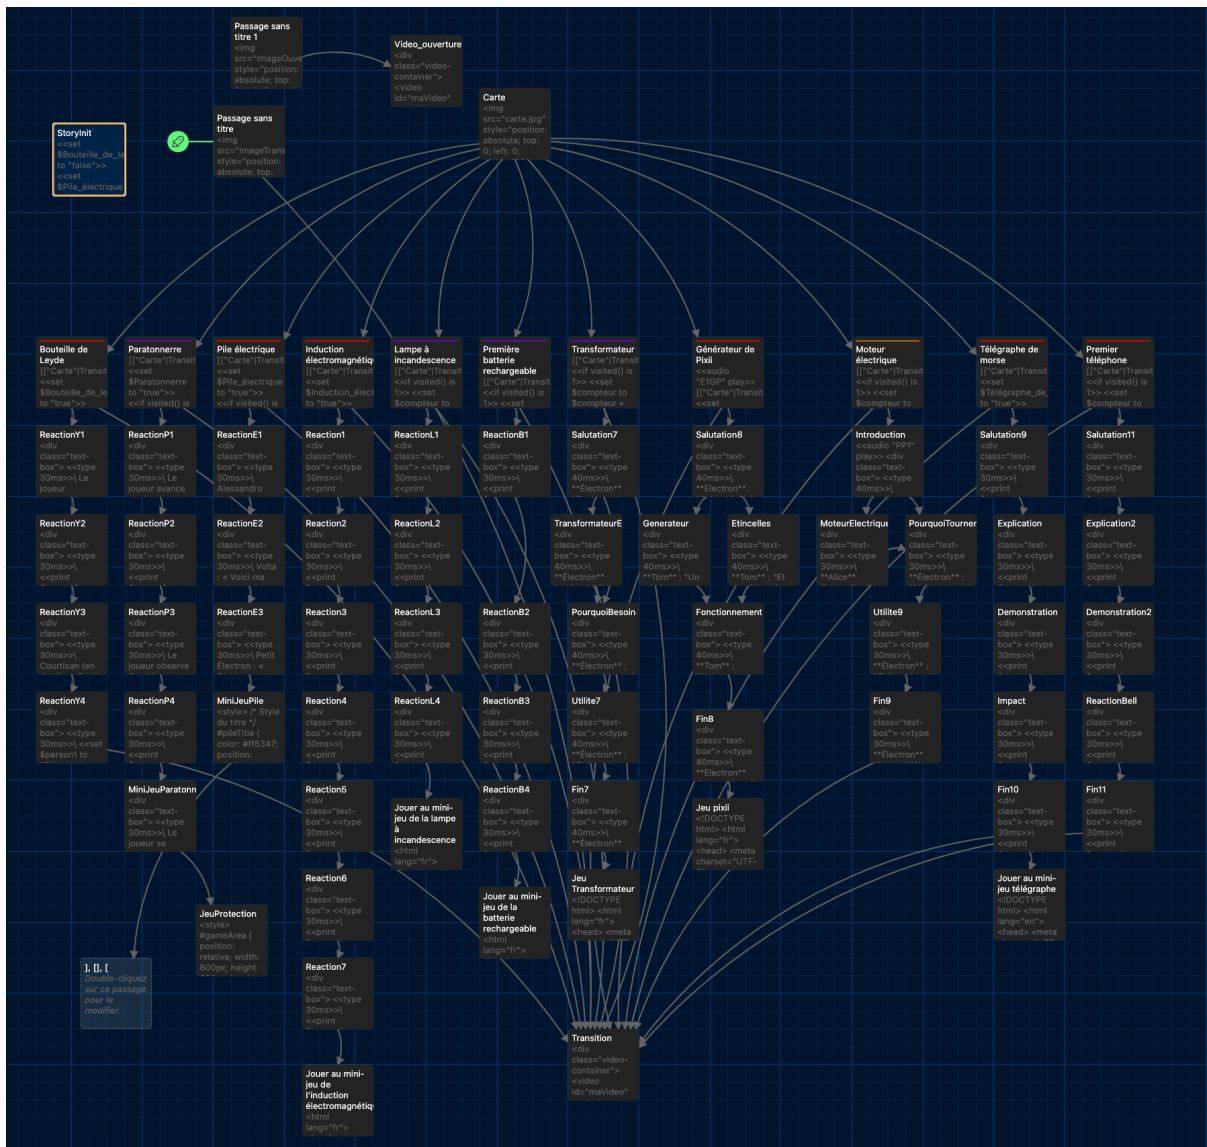 Passage sans
titre 1
<img
src="ImageOuve
style="position:
absolute; top:
Video_ouverture
<div
class="video-
container">
<video
id="maVideo"
Carte
<img
src="carte.jpg"
style="position:
absolute; top:
0; left: 0;
StoryInit
<<set
$Bouteille_de_le
to "false">>
<<set
$Pile_électrique
Passage sans
titre
<img
src="ImageTrans
style="position:
absolute; top:
Bouteille de
Leyde
[["Carte"|Transit
<<set
$Bouteille_de_le
to "true">>
Paratonnerre
[["Carte"|Transit
<<set
$Paratonnerre
to "true">>
<<if visited() is
Pile électrique
[["Carte"|Transit
<<set
$Pile_électrique
to "true">>
<<if visited() is
Induction
électromagnétiqu
[["Carte"|Transit
<<set
$Induction_élect
to "true">>
Lampe à
incandescence
[["Carte"|Transit
<<if visited() is
1>> <<set
$compteur to
Première
batterie
rechargeable
[["Carte"|Transit
<<if visited() is
1>> <<set
Transformateur
[["Carte"|Transit
<<if visited() is
1>> <<set
$compteur to
$compteur +
Générateur de
Pixii
<<audio
"E1GP" play>>
[["Carte"|Transit
<<set
Moteur
électrique
[["Carte"|Transit
<<if visited() is
1>> <<set
$compteur to
Télégraphe de
morse
[["Carte"|Transit
<<set
$Télégraphe_de_
to "true">>
Premier
téléphone
[["Carte"|Transit
<<if visited() is
1>> <<set
$compteur to
ReactionY1
<div
class="text-
box"> <<type
30ms>>\ Le
joueur
ReactionP1
<div
class="text-
box"> <<type
30ms>>\ Le
joueur avance
ReactionE1
<div
class="text-
box"> <<type
30ms>>\
Alessandro
Reaction1
<div
class="text-
box"> <<type
30ms>>\
<<print
ReactionL1
<div
class="text-
box"> <<type
30ms>>\
<<print
ReactionB1
<div
class="text-
box"> <<type
30ms>>\
<<print
Salutation7
<div
class="text-
box"> <<type
40ms>>\
**Électron** :
Salutation8
<div
class="text-
box"> <<type
40ms>>\
**Electron** :
Introduction
<<audio "PP1"
play>> <div
class="text-
box"> <<type
40ms>>\
Salutation9
<div
class="text-
box"> <<type
30ms>>\
Salutation11
<div
class="text-
box"> <<type
30ms>>\
ReactionY2
<div
class="text-
box"> <<type
30ms>>\
<<print
ReactionP2
<div
class="text-
box"> <<type
30ms>>\
<<print
ReactionE2
<div
class="text-
box"> <<type
30ms>>\ Volta
: « Voici ma
Reaction2
<div
class="text-
box"> <<type
30ms>>\
<<print
ReactionL2
<div
class="text-
box"> <<type
30ms>>\
<<print
TransformateurE
<div
class="text-
box"> <<type
40ms>>\
**Électron**
Generateur
<div
class="text-
box"> <<type
40ms>>\
**Tom** : "Un
Etincelles
<div
class="text-
box"> <<type
40ms>>\
**Tom** : "Et
MoteurElectrique
<div
class="text-
box"> <<type
30ms>>\
**Alice**
PourquoiTourner
<div
class="text-
box"> <<type
30ms>>\
**Électron** :
Explication
<div
class="text-
box"> <<type
30ms>>\
Explication2
<div
class="text-
box"> <<type
30ms>>\
ReactionY3
<div
class="text-
box"> <<type
30ms>>\
Courtisan (en
ReactionP3
<div
class="text-
box"> <<type
30ms>>\ Le
joueur observe
ReactionE3
<div
class="text-
box"> <<type
30ms>>\ Petit
Électron : «
Reaction3
<div
class="text-
box"> <<type
30ms>>\
<<print
ReactionL3
<div
class="text-
box"> <<type
30ms>>\
<<print
ReactionB2
<div
class="text-
box"> <<type
30ms>>\
<<print
PourquoiBesoin
<div
class="text-
box"> <<type
40ms>>\
**Électron** :
Fonctionnement
<div
class="text-
box"> <<type
40ms>>\
**Tom** :
Utilite9
<div
class="text-
box"> <<type
30ms>>\
**Électron** :
Demonstration
<div
class="text-
box"> <<type
30ms>>\
Demonstration2
<div
class="text-
box"> <<type
30ms>>\
ReactionY4
<div
class="text-
box"> <<type
30ms>>\ <<set
$person1 to
ReactionP4
<div
class="text-
box"> <<type
30ms>>\
<<print
MiniJeuPile
<style> /* Style
du titre */
#pileTitle {
color: #ff6347;
position:
Reaction4
<div
class="text-
box"> <<type
30ms>>\
<<print
ReactionL4
<div
class="text-
box"> <<type
30ms>>\
<<print
ReactionB3
<div
class="text-
box"> <<type
30ms>>\
<<print
Utilite7
<div
class="text-
box"> <<type
40ms>>\
**Électron** :
Fin8
<div
class="text-
box"> <<type
40ms>>\
**Electron**
Fin9
<div
class="text-
box"> <<type
30ms>>\
**Électron** :
Impact
<div
class="text-
box"> <<type
30ms>>\
ReactionBell
<div
class="text-
box"> <<type
30ms>>\
<<print
MiniJeuParatonn
<div
class="text-
box"> <<type
30ms>>\ Le
joueur se
Reaction5
<div
class="text-
box"> <<type
30ms>>\
<<print
Jouer au mini-
jeu de la lampe
à
incandescence
<html
lang="fr">
ReactionB4
<div
class="text-
box"> <<type
30ms>>\
<<print
Fin7
<div
class="text-
box"> <<type
40ms>>\
**Électron**
Jeu pixii
<!DOCTYPE
html> <html
lang="fr">
<head> <meta
charset="UTF-
Fin10
<div
class="text-
box"> <<type
30ms>>\
Fin11
<div
class="text-
box"> <<type
30ms>>\
Reaction6
<div
class="text-
box"> <<type
30ms>>\
<<print
Jouer au mini-
jeu de la
batterie
rechargeable
<html
lang="fr">
Jeu
Transformateur
<!DOCTYPE
html> <html
lang="fr">
<head> <meta
Jouer au mini-
jeu télégraphe
<!DOCTYPE
html> <html
lang="en">
<head> <meta
JeuProtection
<style>
#gameArea {
position:
relative; width:
800px; height:
], [], [
Double-cliquez
sur ce passage
pour le
modifier.
Reaction7
<div
class="text-
box"> <<type
30ms>>\
<<print
Transition
<div
class="video-
container">
<video
id="maVideo"
Jouer au mini-
jeu de
l'induction
électromagnétiqu
<html
lang="fr">